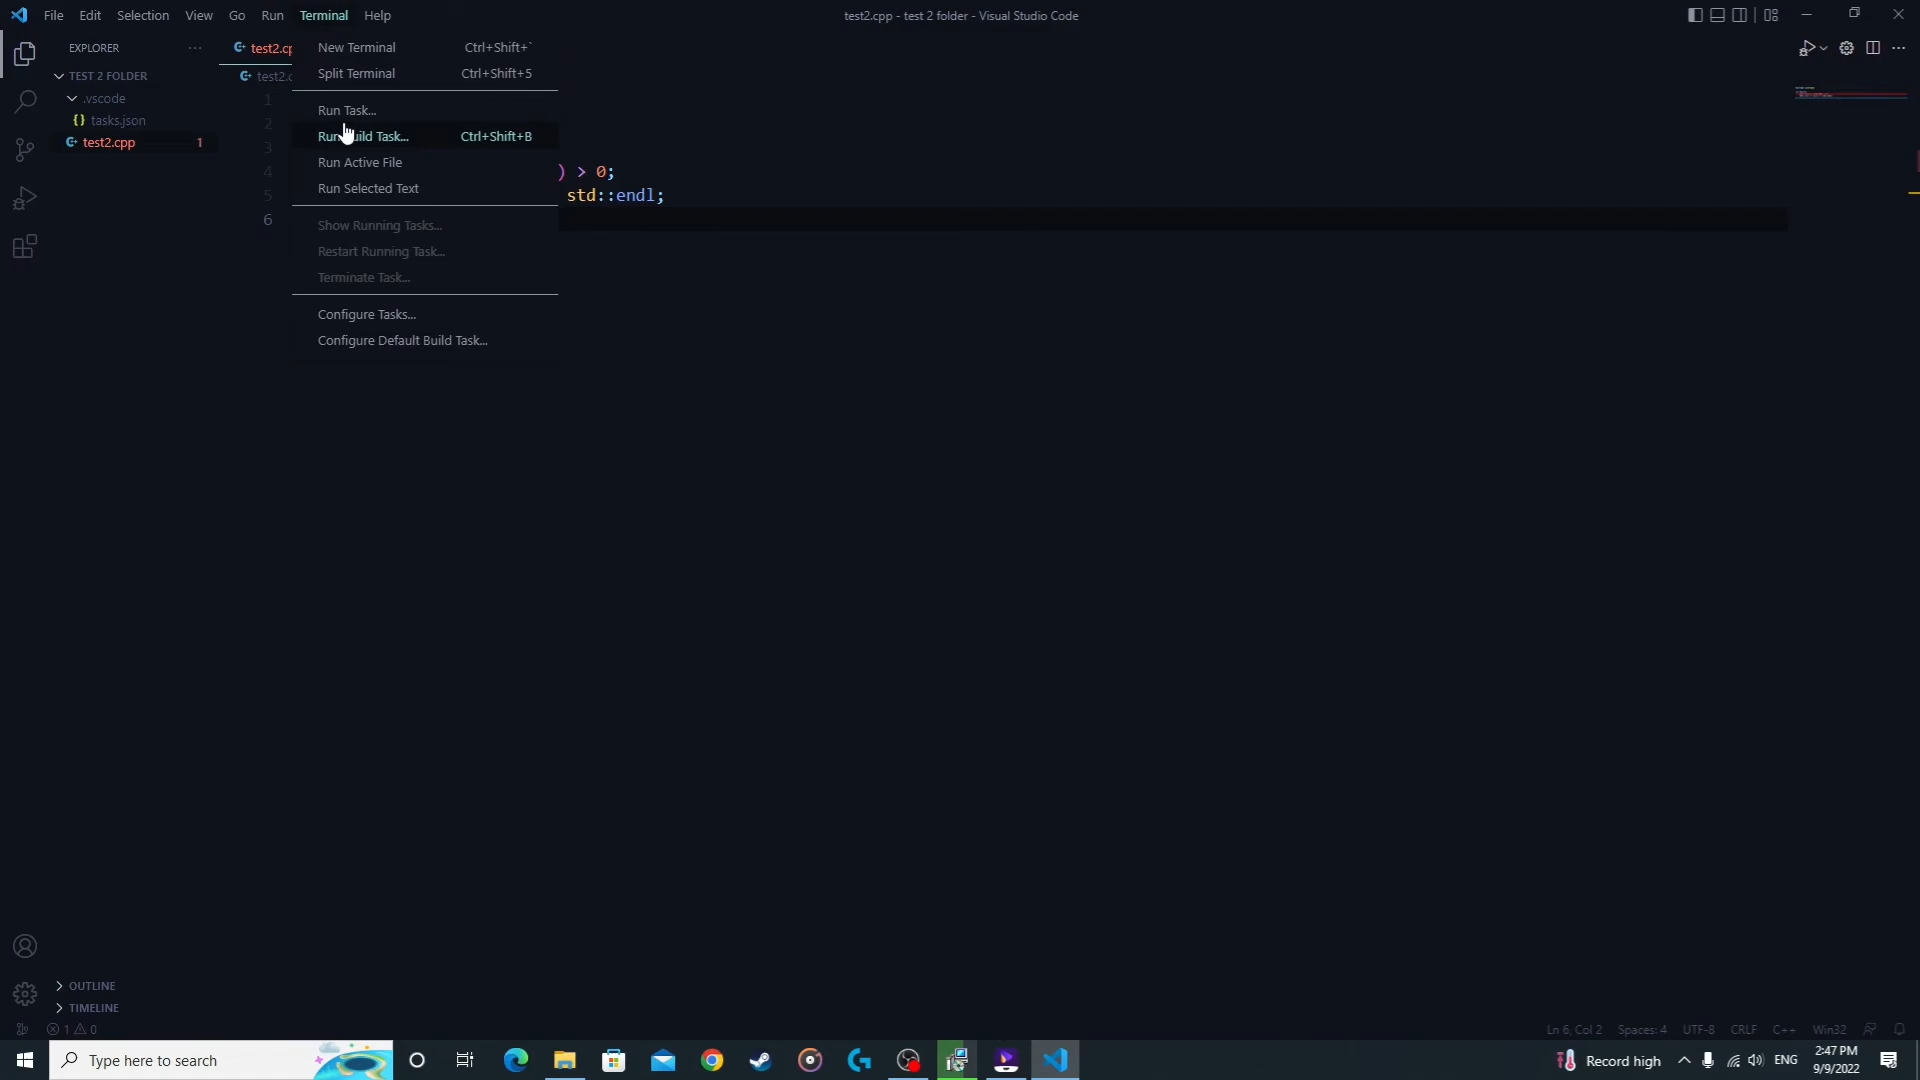 File Edit Selection View Go Run Terminal Help
test2.cpp - test 2 folder - Visual Studio Code
EXPLORER
TEST 2 FOLDER
.vscode
tasks.json
test2.cpp 1
New Terminal Ctrl+Shift+`
Split Terminal Ctrl+Shift+5
Run Task...
Ctrl+Shift+B
Run Active File
Run Selected Text
Show Running Tasks...
Restart Running Task...
Terminate Task...
Configure Tasks...
Configure Default Build Task...
1
2
3
4 ) > 0;
5 std::endl;
6
OUTLINE
TIMELINE
1 0
Ln 6, Col 2 Spaces: 4 UTF-8 CRLF C++ Win32
Type here to search
Record high
ENG
2:47 PM
9/9/2022